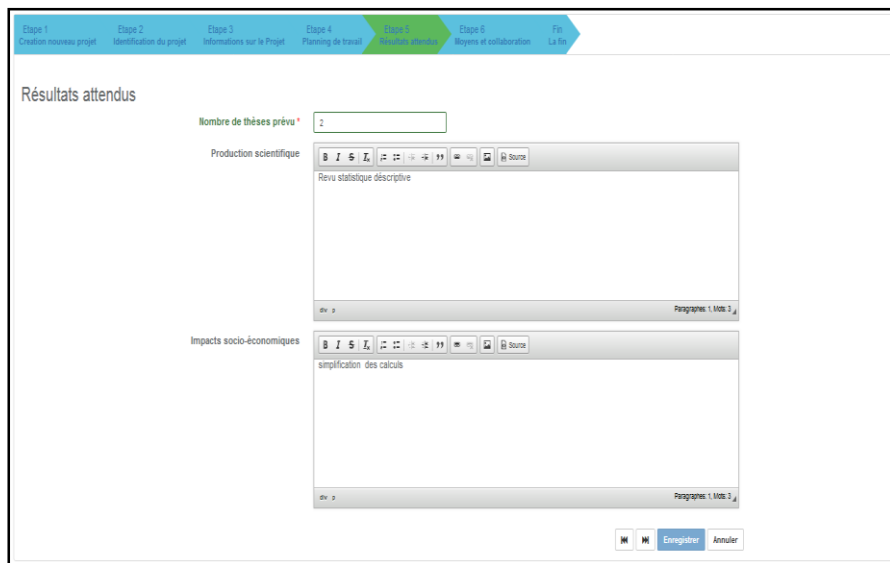 Etape 1 Etape 2 Etape 3 Etape 4 Etape 5 Etape 6 Fin
Creation nouveau projet Identification du projet Informations sur le Projet Planning de travail Résultats attendus Moyens et collaboration La fin
Résultats attendus
Nombre de thèses prévu * 2
Production scientifique
B I S Ix Source
Revu statistique déscriptive
div p Paragraphes: 1, Mots: 3
Impacts socio-économiques
B I S Ix Source
simplification des calculs
div p Paragraphes: 1, Mots: 3
Enregistrer Annuler